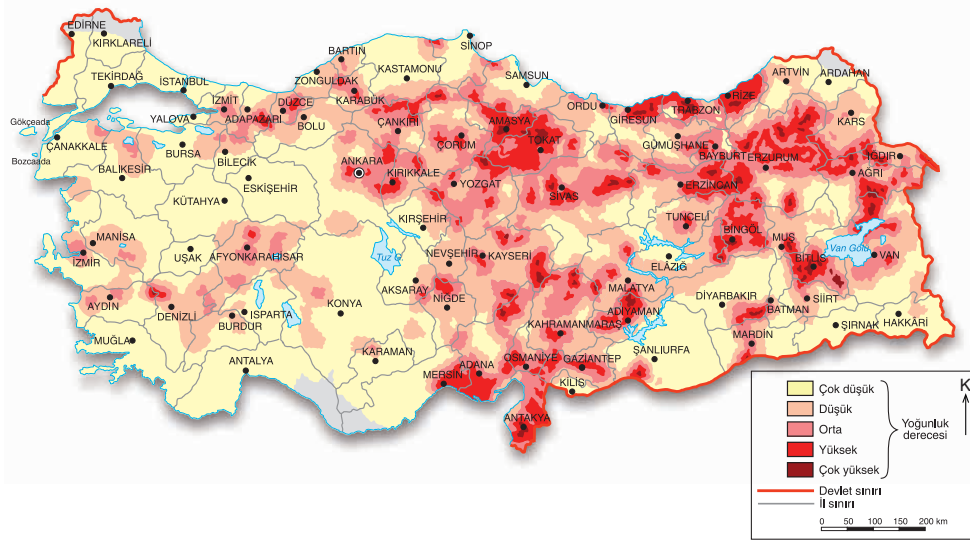 SİNOP
EDİRNE
KIRKLARELİ
BARTIN
KASTAMONU
ARTVİN
ARDAHAN
TEKİRDAĞ
İSTANBUL
ZONGULDAK
SAMSUN
KARABÜK
RİZE
İZMİT
DÜZCE
ORDU
TRABZON
GİRESUN
Gökçeada
YALOVA
ADAPAZARI
BOLU
ÇANKIRI
AMASYA
KARS
ÇANAKKALE
BURSA
ÇORUM
TOKAT
GÜMÜŞHANE
BAYBURT
ERZURUM
IĞDIR
Bozcaada
BİLECİK
ANKARA
BALIKESİR
ESKİŞEHİR
KIRIKKALE
YOZGAT
SİVAS
ERZİNCAN
AĞRI
KÜTAHYA
KIRŞEHİR
TUNCELİ
BİNGÖL
MUŞ
Van Gölü
MANİSA
UŞAK
AFYONKARAHİSAR
Tuz G.
NEVŞEHİR
KAYSERİ
ELAZIĞ
BİTLİS
VAN
İZMİR
AKSARAY
MALATYA
AYDIN
DENİZLİ
ISPARTA
KONYA
NİĞDE
ADIYAMAN
DİYARBAKIR
SİİRT
BATMAN
BURDUR
KAHRAMANMARAŞ
ŞIRNAK
HAKKÂRİ
MUĞLA
MARDİN
ANTALYA
KARAMAN
ADANA
OSMANİYE
GAZİANTEP
ŞANLIURFA
MERSİN
KİLİS
ANTAKYA
K
Çok düşük
Düşük
Orta
Yüksek
Çok yüksek
Yoğunluk
derecesi
Devlet sınırı
İl sınırı
0 50 100 150 200 km